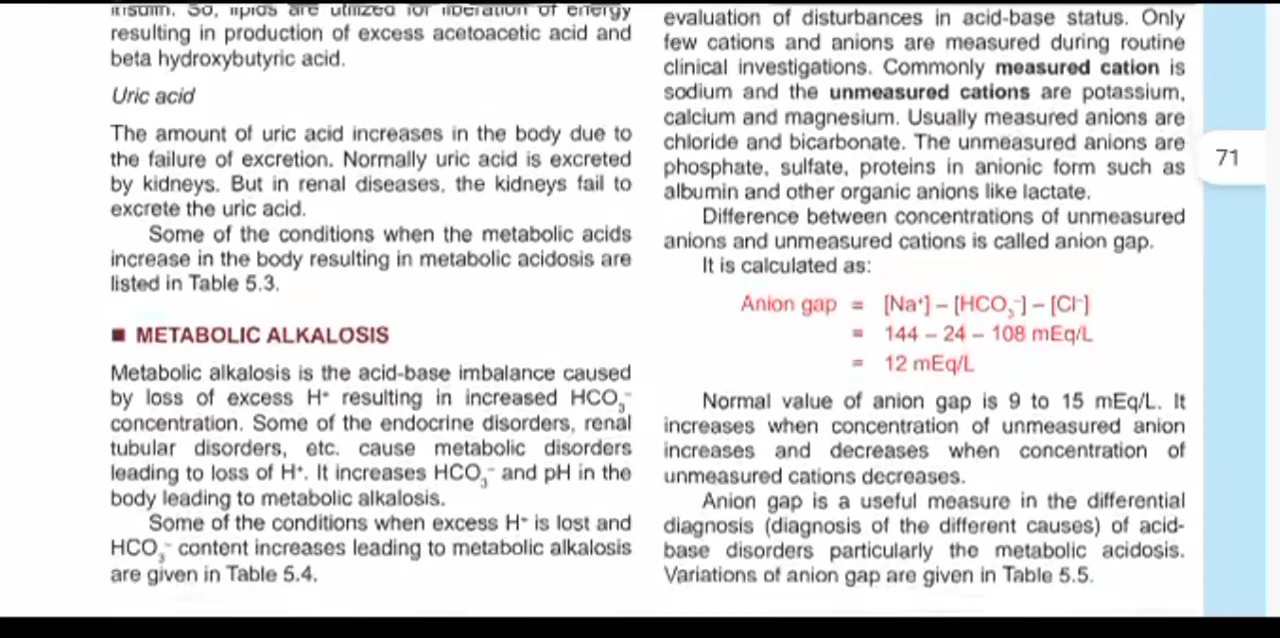 insulin. So, lipids are utilized for liberation of energy
resulting in production of excess acetoacetic acid and
beta hydroxybutyric acid.
Uric acid
The amount of uric acid increases in the body due to
the failure of excretion. Normally uric acid is excreted
by kidneys. But in renal diseases, the kidneys fail to
excrete the uric acid.
Some of the conditions when the metabolic acids
increase in the body resulting in metabolic acidosis are
listed in Table 5.3.
■ METABOLIC ALKALOSIS
Metabolic alkalosis is the acid-base imbalance caused
by loss of excess H⁺ resulting in increased HCO₃⁻
concentration. Some of the endocrine disorders, renal
tubular disorders, etc. cause metabolic disorders
leading to loss of H⁺. It increases HCO₃⁻ and pH in the
body leading to metabolic alkalosis.
Some of the conditions when excess H⁺ is lost and
HCO₃⁻ content increases leading to metabolic alkalosis
are given in Table 5.4.
evaluation of disturbances in acid-base status. Only
few cations and anions are measured during routine
clinical investigations. Commonly measured cation is
sodium and the unmeasured cations are potassium,
calcium and magnesium. Usually measured anions are
chloride and bicarbonate. The unmeasured anions are
phosphate, sulfate, proteins in anionic form such as
albumin and other organic anions like lactate.
Difference between concentrations of unmeasured
anions and unmeasured cations is called anion gap.
It is calculated as:
Anion gap = [Na⁺] – [HCO₃⁻] – [Cl⁻]
= 144 – 24 – 108 mEq/L
= 12 mEq/L
Normal value of anion gap is 9 to 15 mEq/L. It
increases when concentration of unmeasured anion
increases and decreases when concentration of
unmeasured cations decreases.
Anion gap is a useful measure in the differential
diagnosis (diagnosis of the different causes) of acid-
base disorders particularly the metabolic acidosis.
Variations of anion gap are given in Table 5.5.
71